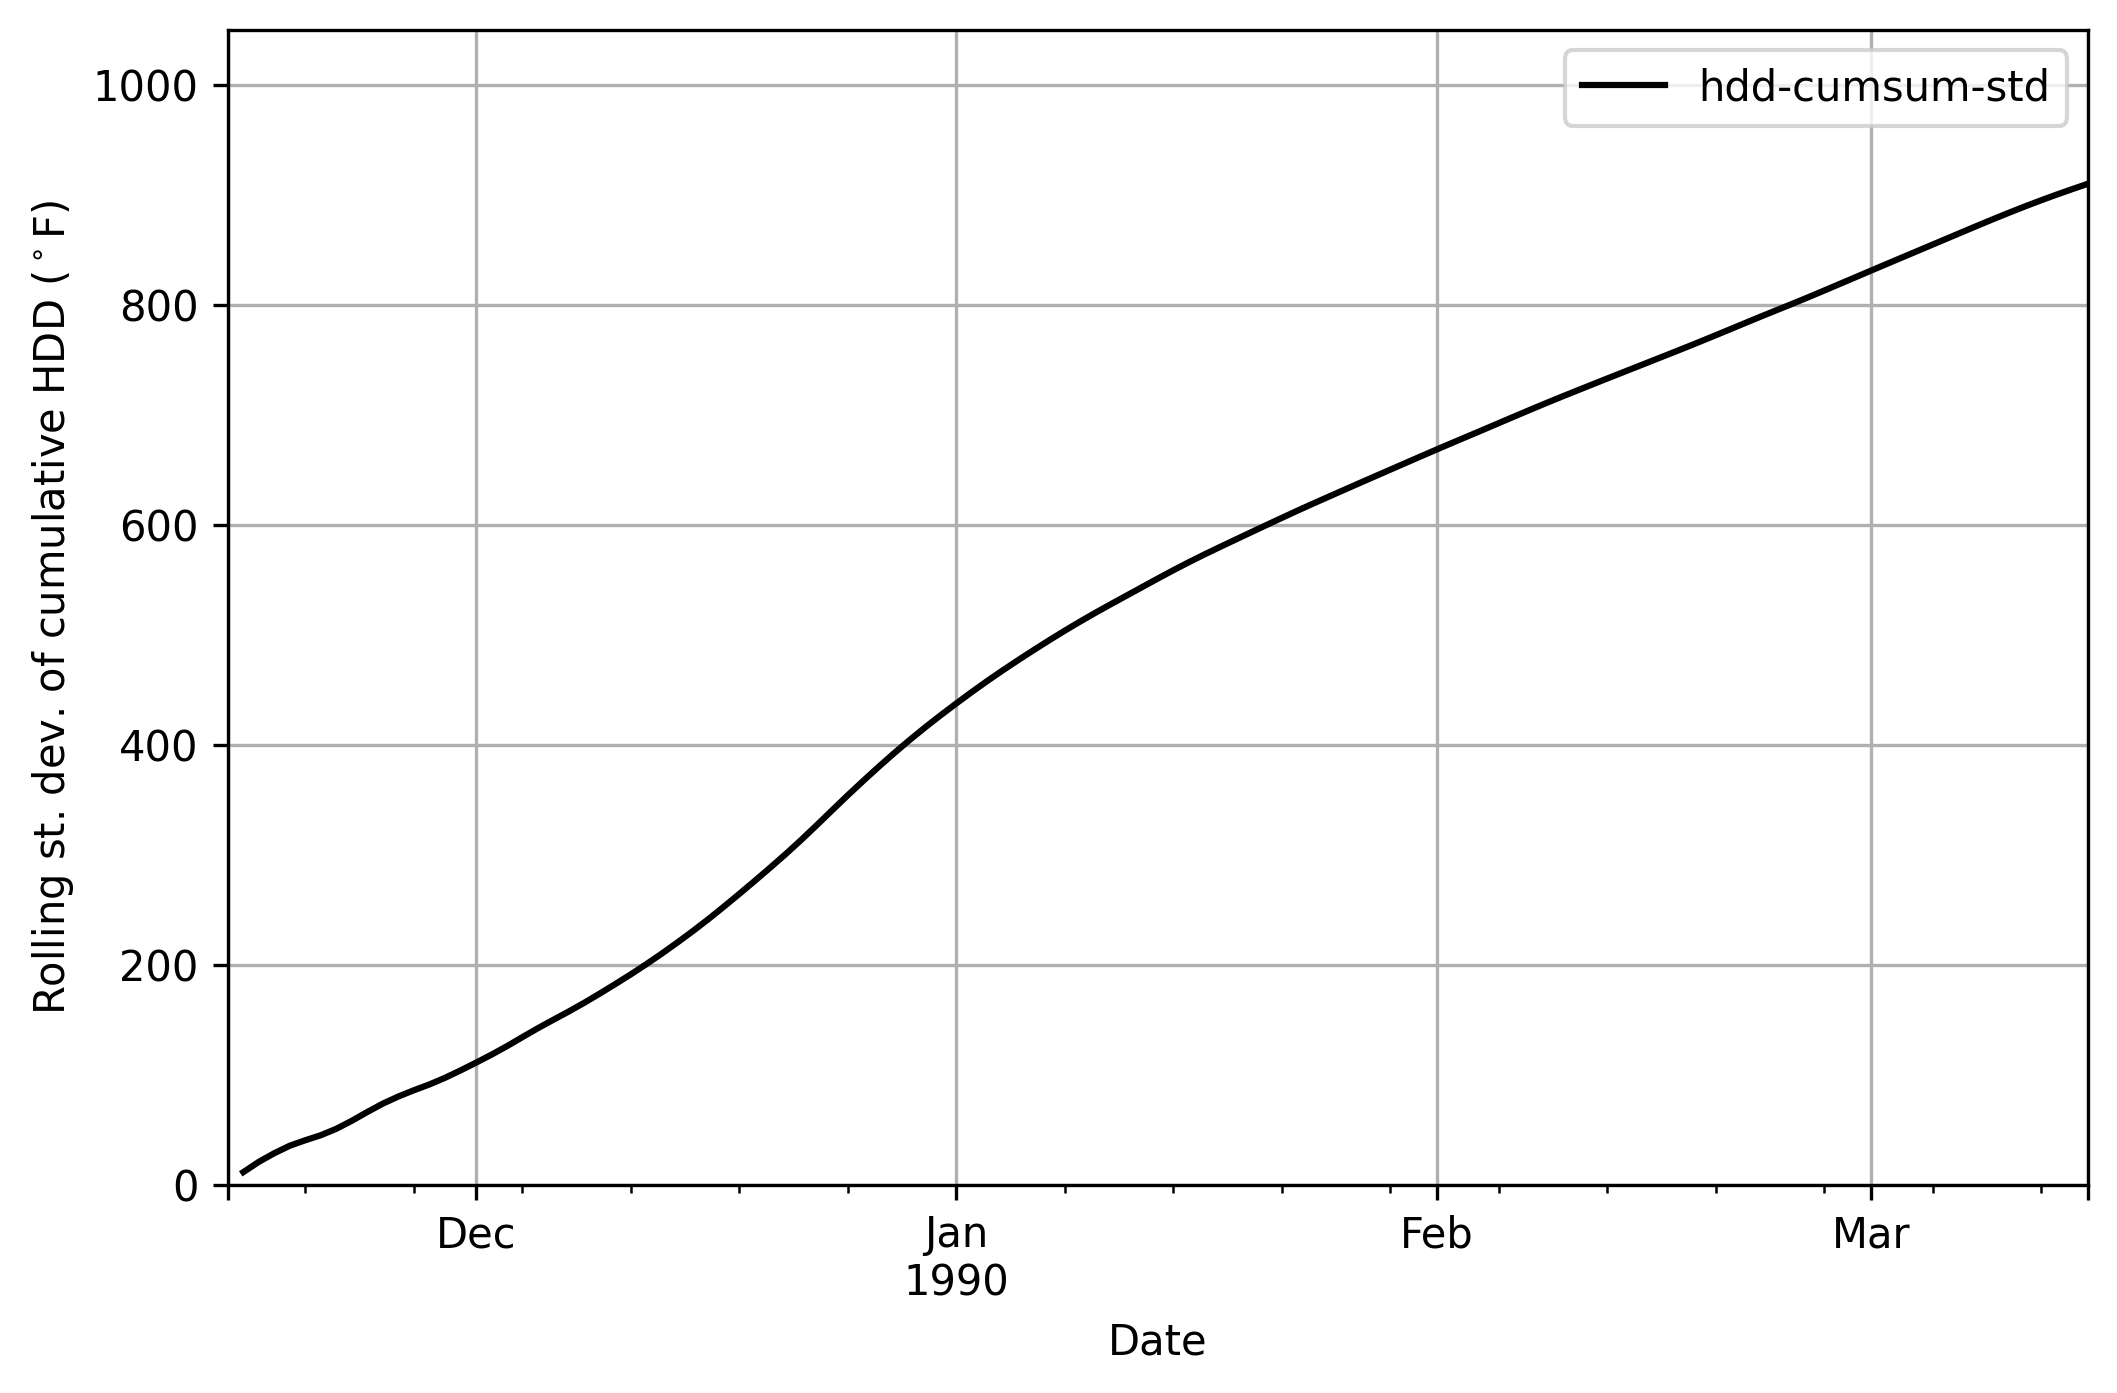 Rolling st. dev. of cumulative HDD (°F)
1000
800
600
400
200
0
hdd-cumsum-std
Dec
Jan
1990
Feb
Mar
Date